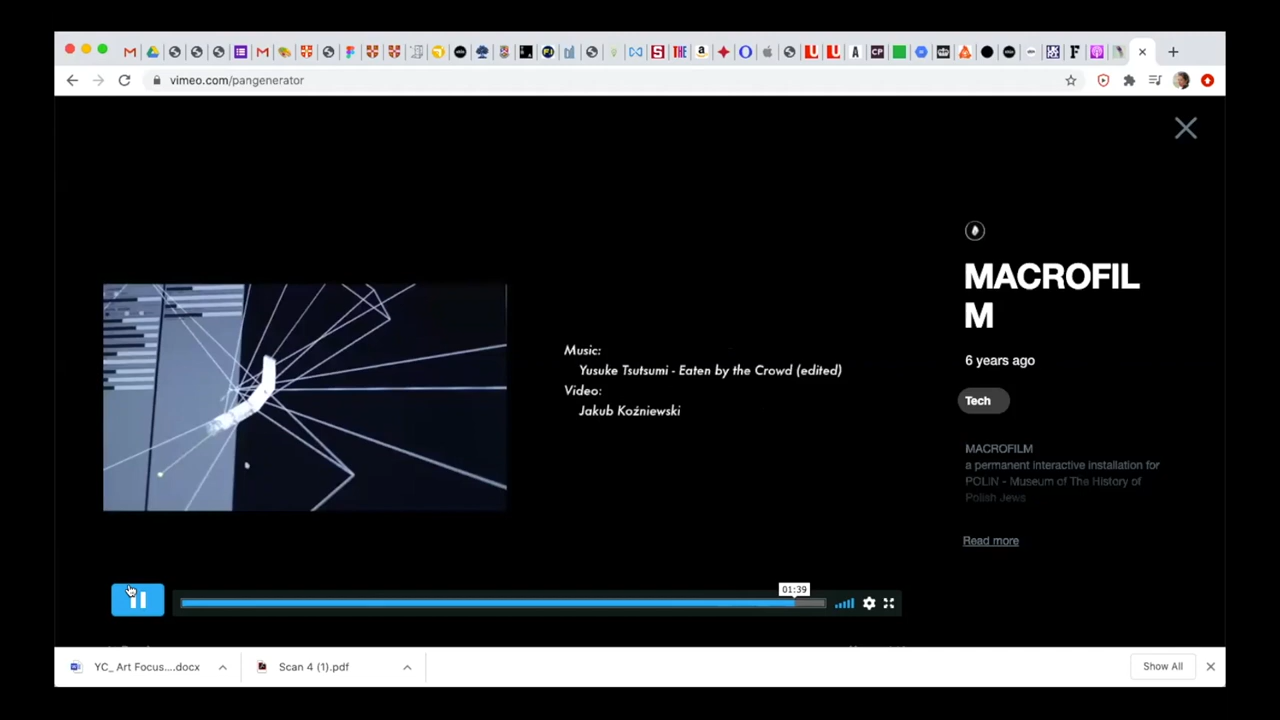 vimeo.com/pangenerator
MACROFIL
M
6 years ago
Tech
MACROFILM
a permanent interactive installation for
POLIN - Museum of The History of
Polish Jews
Read more
Music:
Yusuke Tsutsumi - Eaten by the Crowd (edited)
Video:
Jakub Koźniewski
01:39
YC_ Art Focus....docx
Scan 4 (1).pdf
Show All